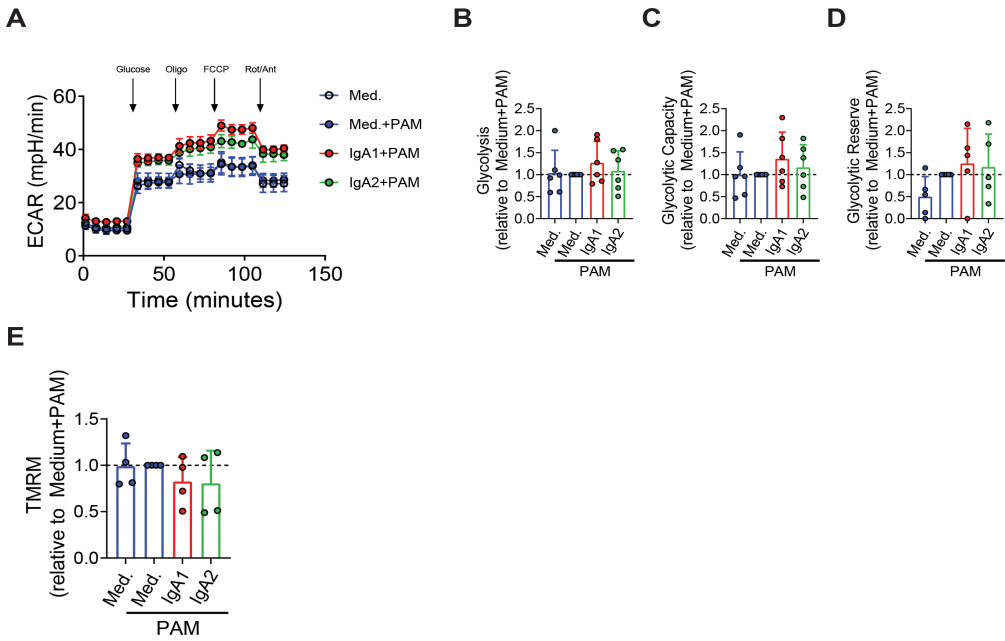 A
Glucose
Oligo
FCCP
Rot/Ant
ECAR (mpH/min)
60
40
20
0
0
50
100
150
Time (minutes)
Med.
Med.+PAM
IgA1+PAM
IgA2+PAM
B
Glycolysis
(relative to Medium+PAM)
2.5
2.0
1.5
1.0
0.5
0.0
Med.
Med.
IgA1
IgA2
PAM
C
Glycolytic Capacity
(relative to Medium+PAM)
2.5
2.0
1.5
1.0
0.5
0.0
Med.
Med.
IgA1
IgA2
PAM
D
Glycolytic Reserve
(relative to Medium+PAM)
2.5
2.0
1.5
1.0
0.5
0.0
Med.
Med.
IgA1
IgA2
PAM
E
TMRM
(relative to Medium+PAM)
1.5
1.0
0.5
0.0
Med.
Med.
IgA1
IgA2
PAM